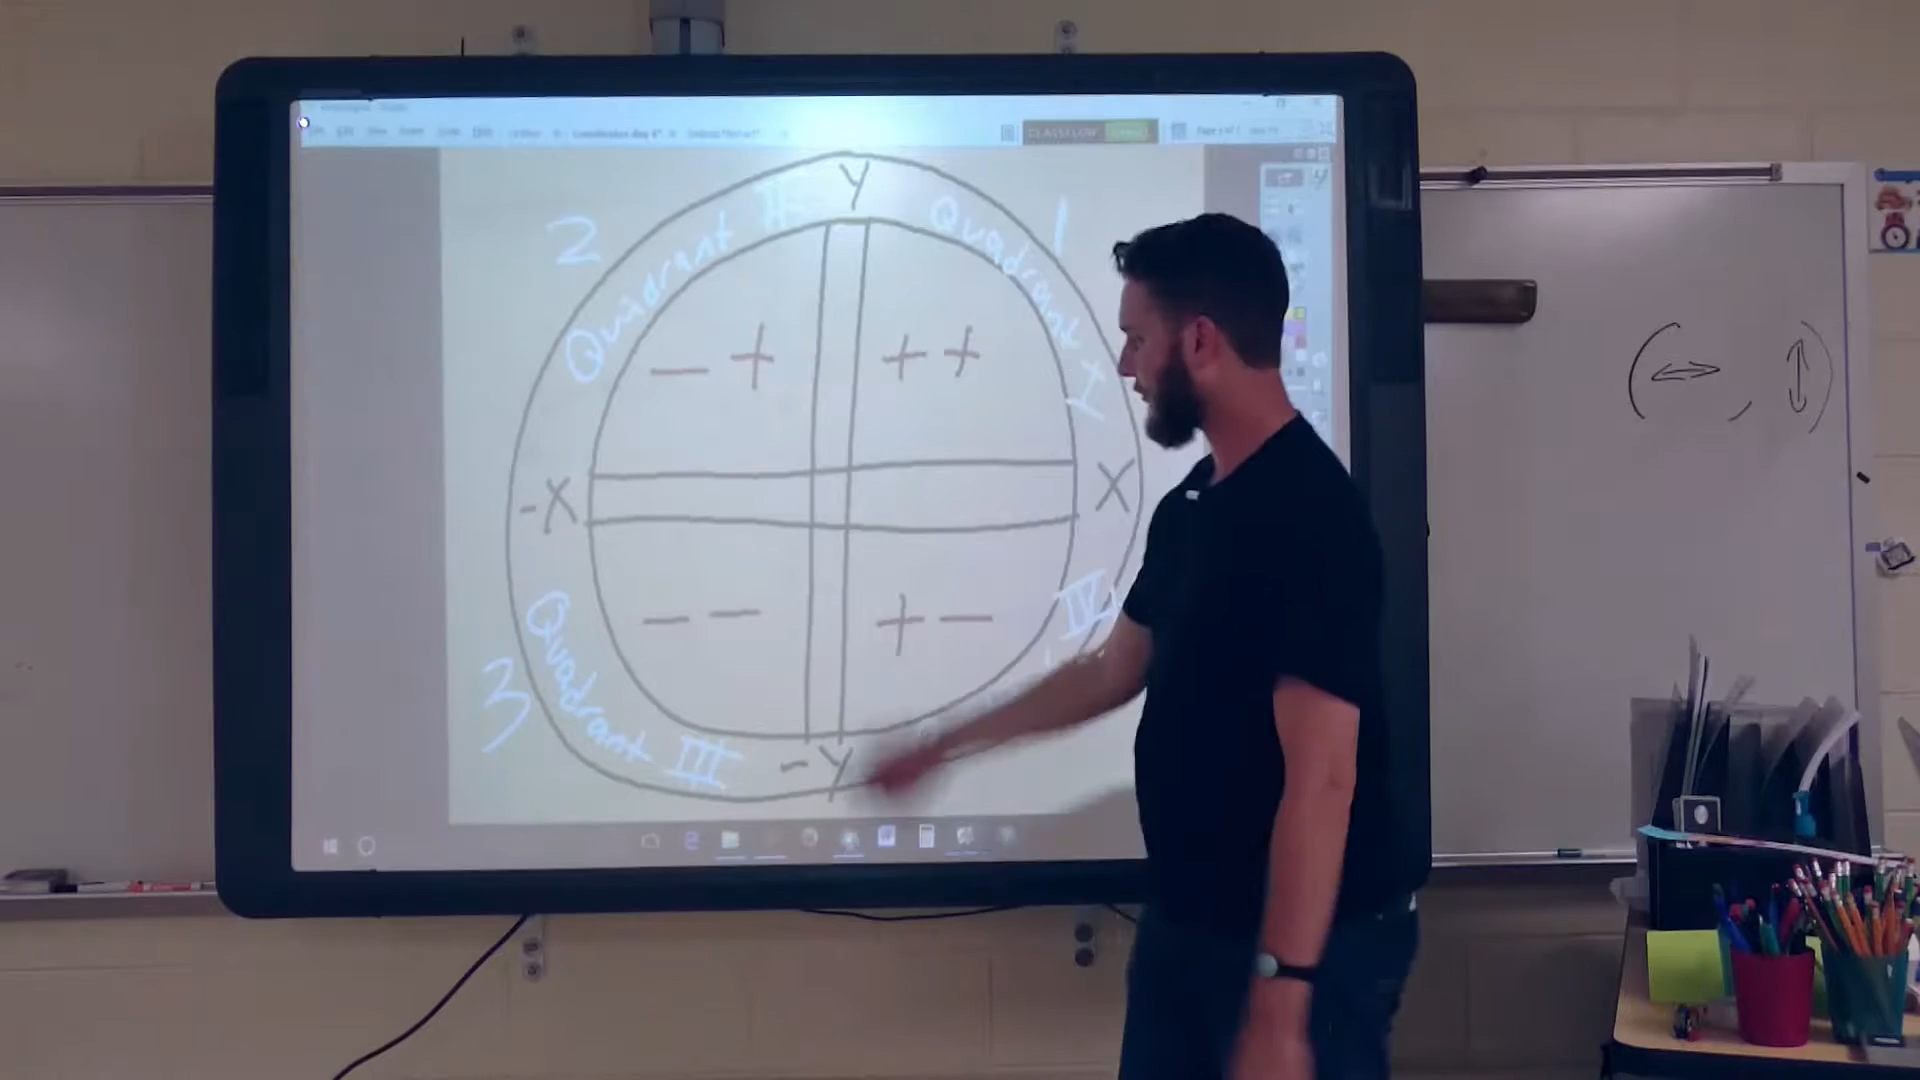 CLASSFLOW
Y
2
Quadrant II
Quadrant I
1
- +
+ +
-X
X
- -
+ -
3
Quadrant III
IV
-Y
( ↔ , ↕ )